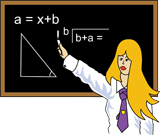 a = x+b
b
b+a =